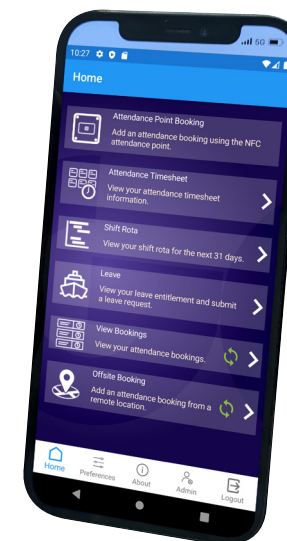 5G
10:27
Home
Attendance Point Booking
Add an attendance booking using the NFC
attendance point.
Attendance Timesheet
View your attendance timesheet
information.
Shift Rota
View your shift rota for the next 31 days.
Leave
View your leave entitlement and submit
a leave request.
View Bookings
View your attendance bookings.
Offsite Booking
Add an attendance booking from a
remote location.
Home
Preferences
About
Admin
Logout